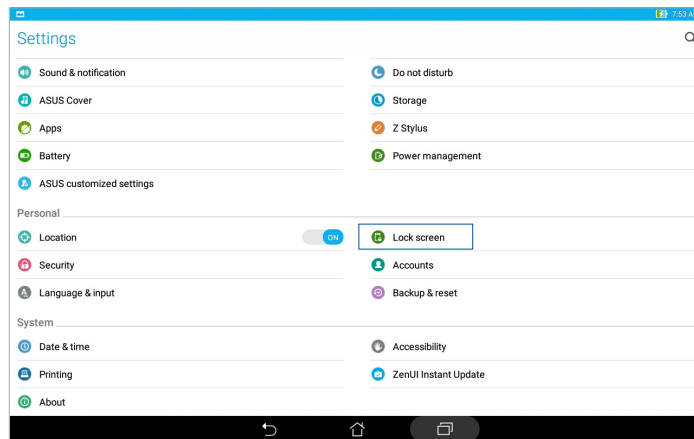 7:53 A
Settings
Sound & notification
Do not disturb
ASUS Cover
Storage
Apps
Z Stylus
Battery
Power management
ASUS customized settings
Personal
Location ON
Lock screen
Security
Accounts
Language & input
Backup & reset
System
Date & time
Accessibility
Printing
ZenUI Instant Update
About